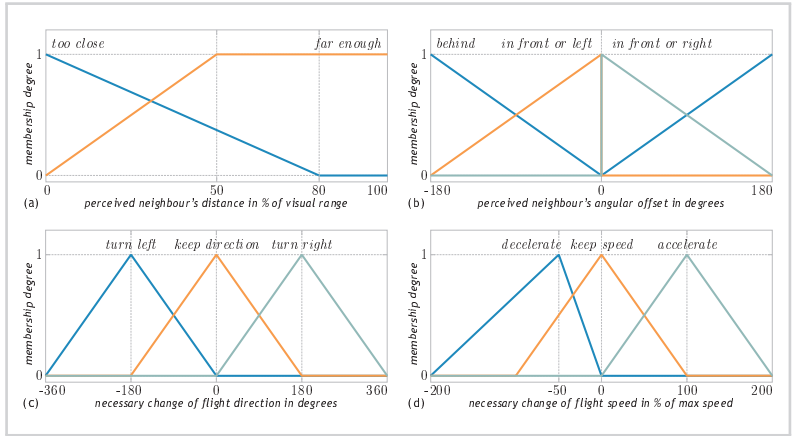 too close far enough
1
membership degree
0
0 50 80 100
(a) perceived neighbour's distance in % of visual range
behind in front or left in front or right
1
membership degree
0
-180 0 180
(b) perceived neighbour's angular offset in degrees
turn left keep direction turn right
1
membership degree
0
-360 -180 0 180 360
(c) necessary change of flight direction in degrees
decelerate keep speed accelerate
1
membership degree
0
-200 -50 0 100 200
(d) necessary change of flight speed in % of max speed